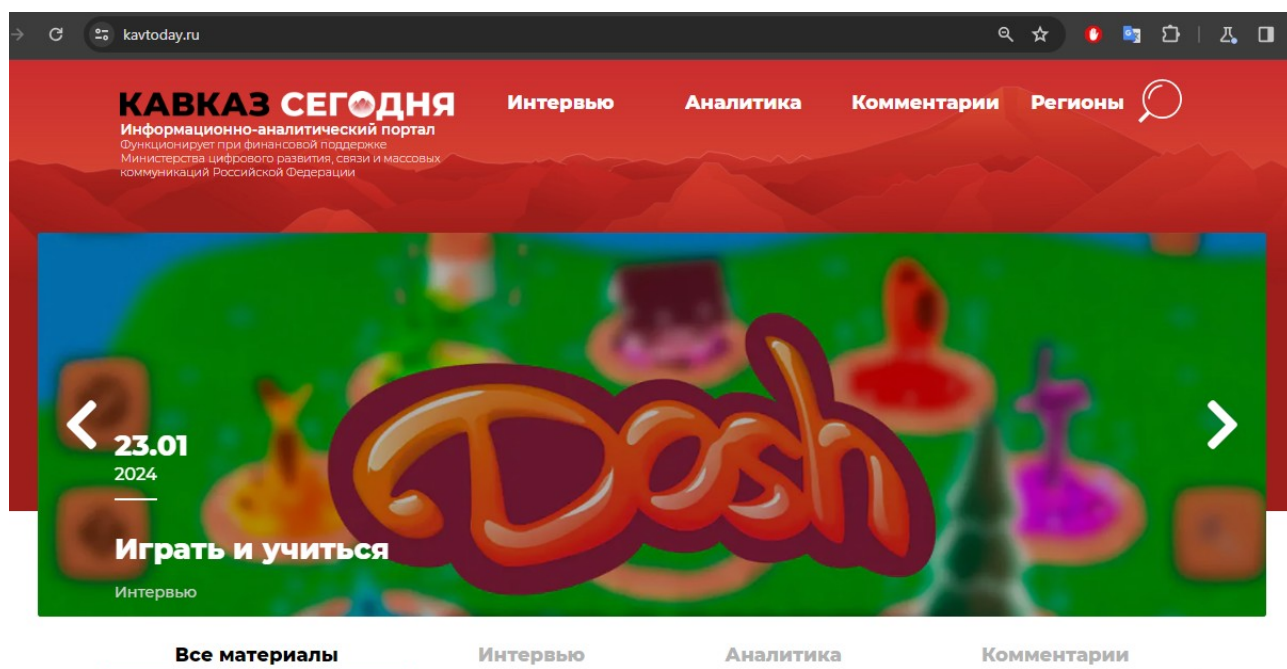 kavtoday.ru
КАВКАЗ СЕГОДНЯ
Информационно-аналитический портал
Функционирует при финансовой поддержке
Министерства цифрового развития, связи и массовых
коммуникаций Российской Федерации
Интервью Аналитика Комментарии Регионы
Dosh
23.01
2024
Играть и учиться
Интервью
Все материалы Интервью Аналитика Комментарии